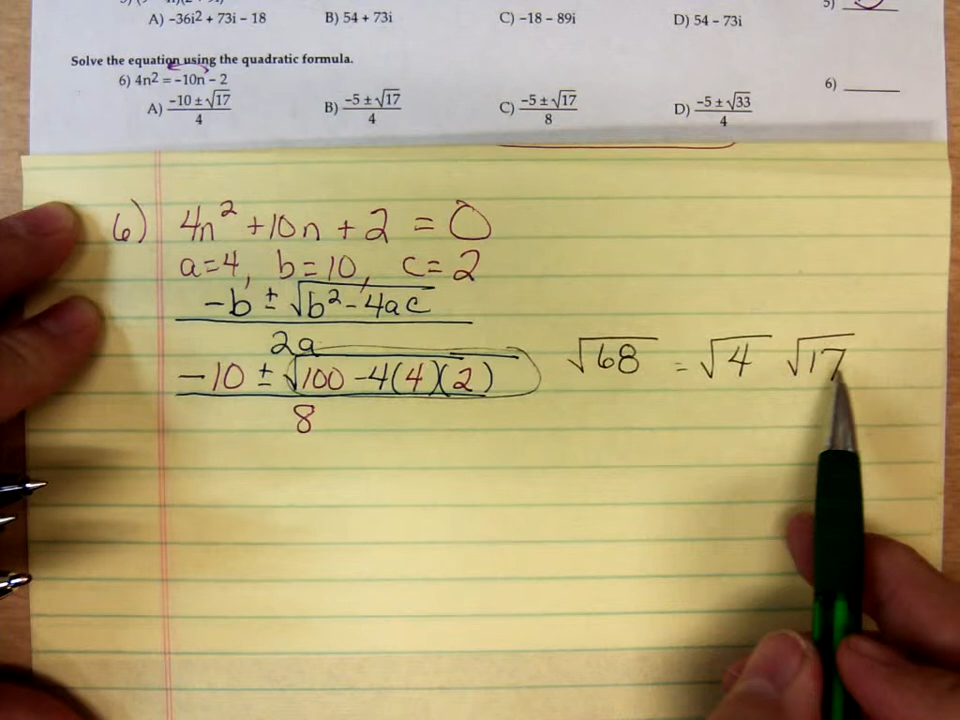 A) –36i2 + 73i – 18 B) 54 + 73i C) –18 – 89i D) 54 – 73i
5)
Solve the equation using the quadratic formula.
6) 4n2 = –10n – 2
6)
A) –10 ± √17 / 4 B) –5 ± √17 / 4 C) –5 ± √17 / 8 D) –5 ± √33 / 4
6) 4n² + 10n + 2 = 0
a = 4, b = 10, c = 2
–b ± √b² – 4ac
2a
–10 ± √100 – 4(4)(2)
8
√68 = √4 √17